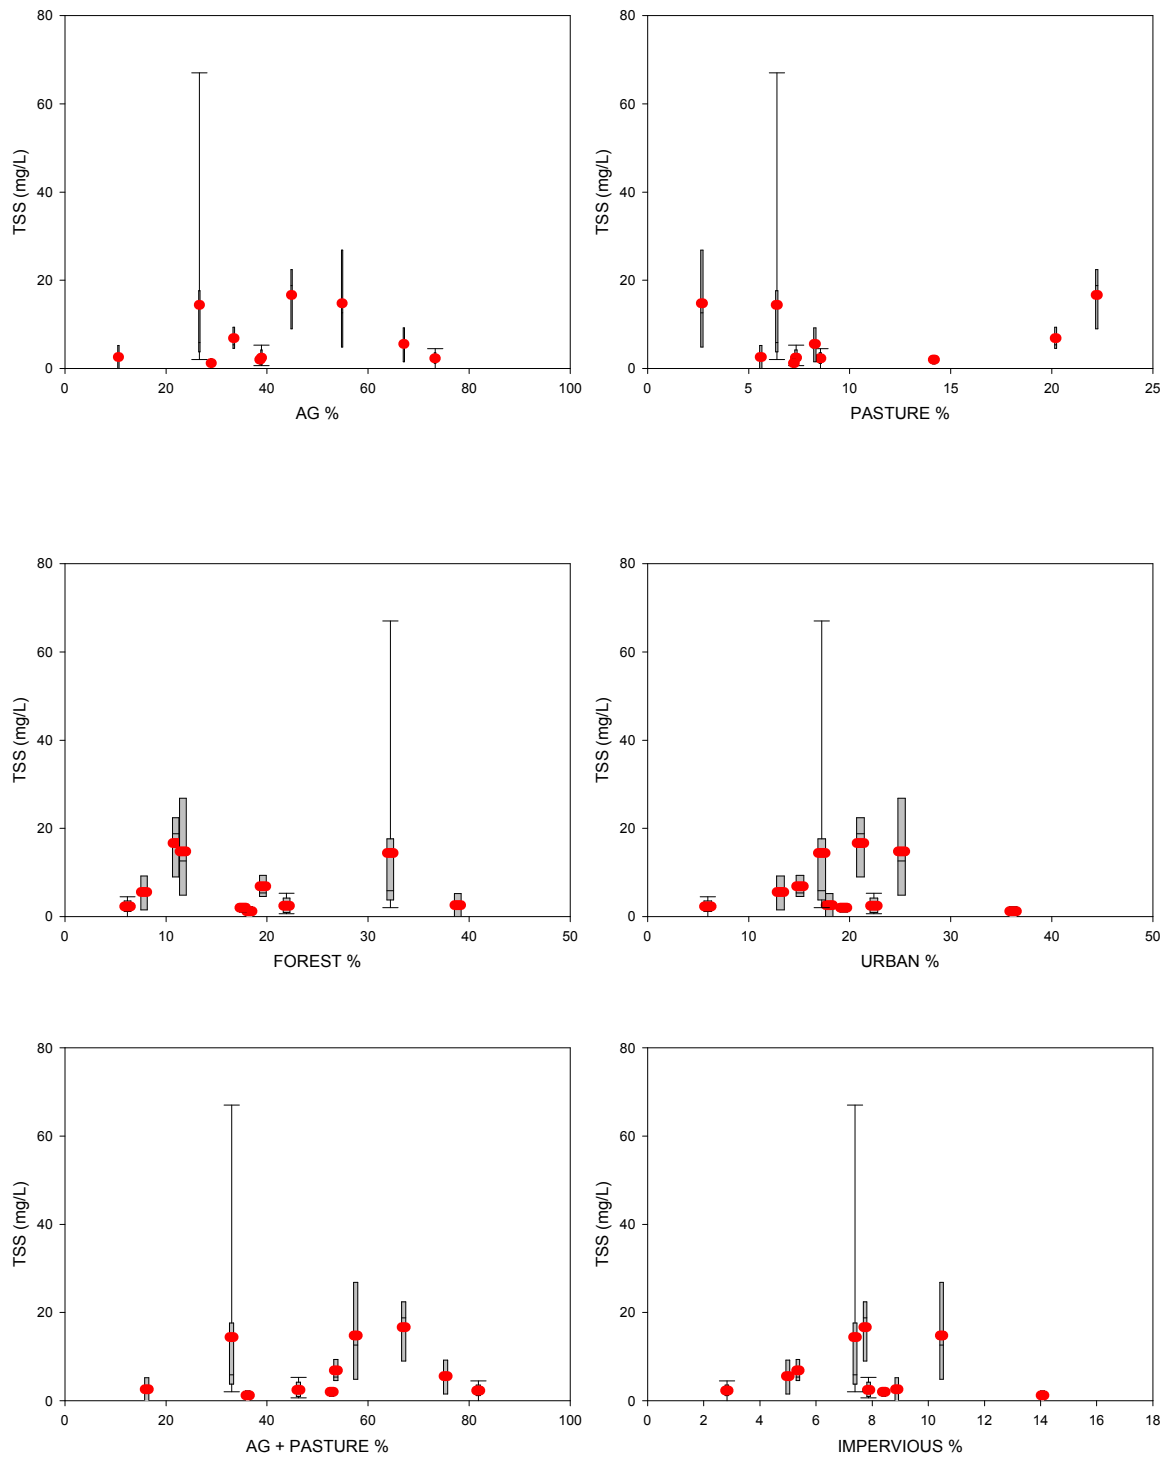 80
60
40
20
0
TSS (mg/L)
0 20 40 60 80 100
AG %
80
60
40
20
0
TSS (mg/L)
0 5 10 15 20 25
PASTURE %
80
60
40
20
0
TSS (mg/L)
0 10 20 30 40 50
FOREST %
80
60
40
20
0
TSS (mg/L)
0 10 20 30 40 50
URBAN %
80
60
40
20
0
TSS (mg/L)
0 20 40 60 80 100
AG + PASTURE %
80
60
40
20
0
TSS (mg/L)
0 2 4 6 8 10 12 14 16 18
IMPERVIOUS %